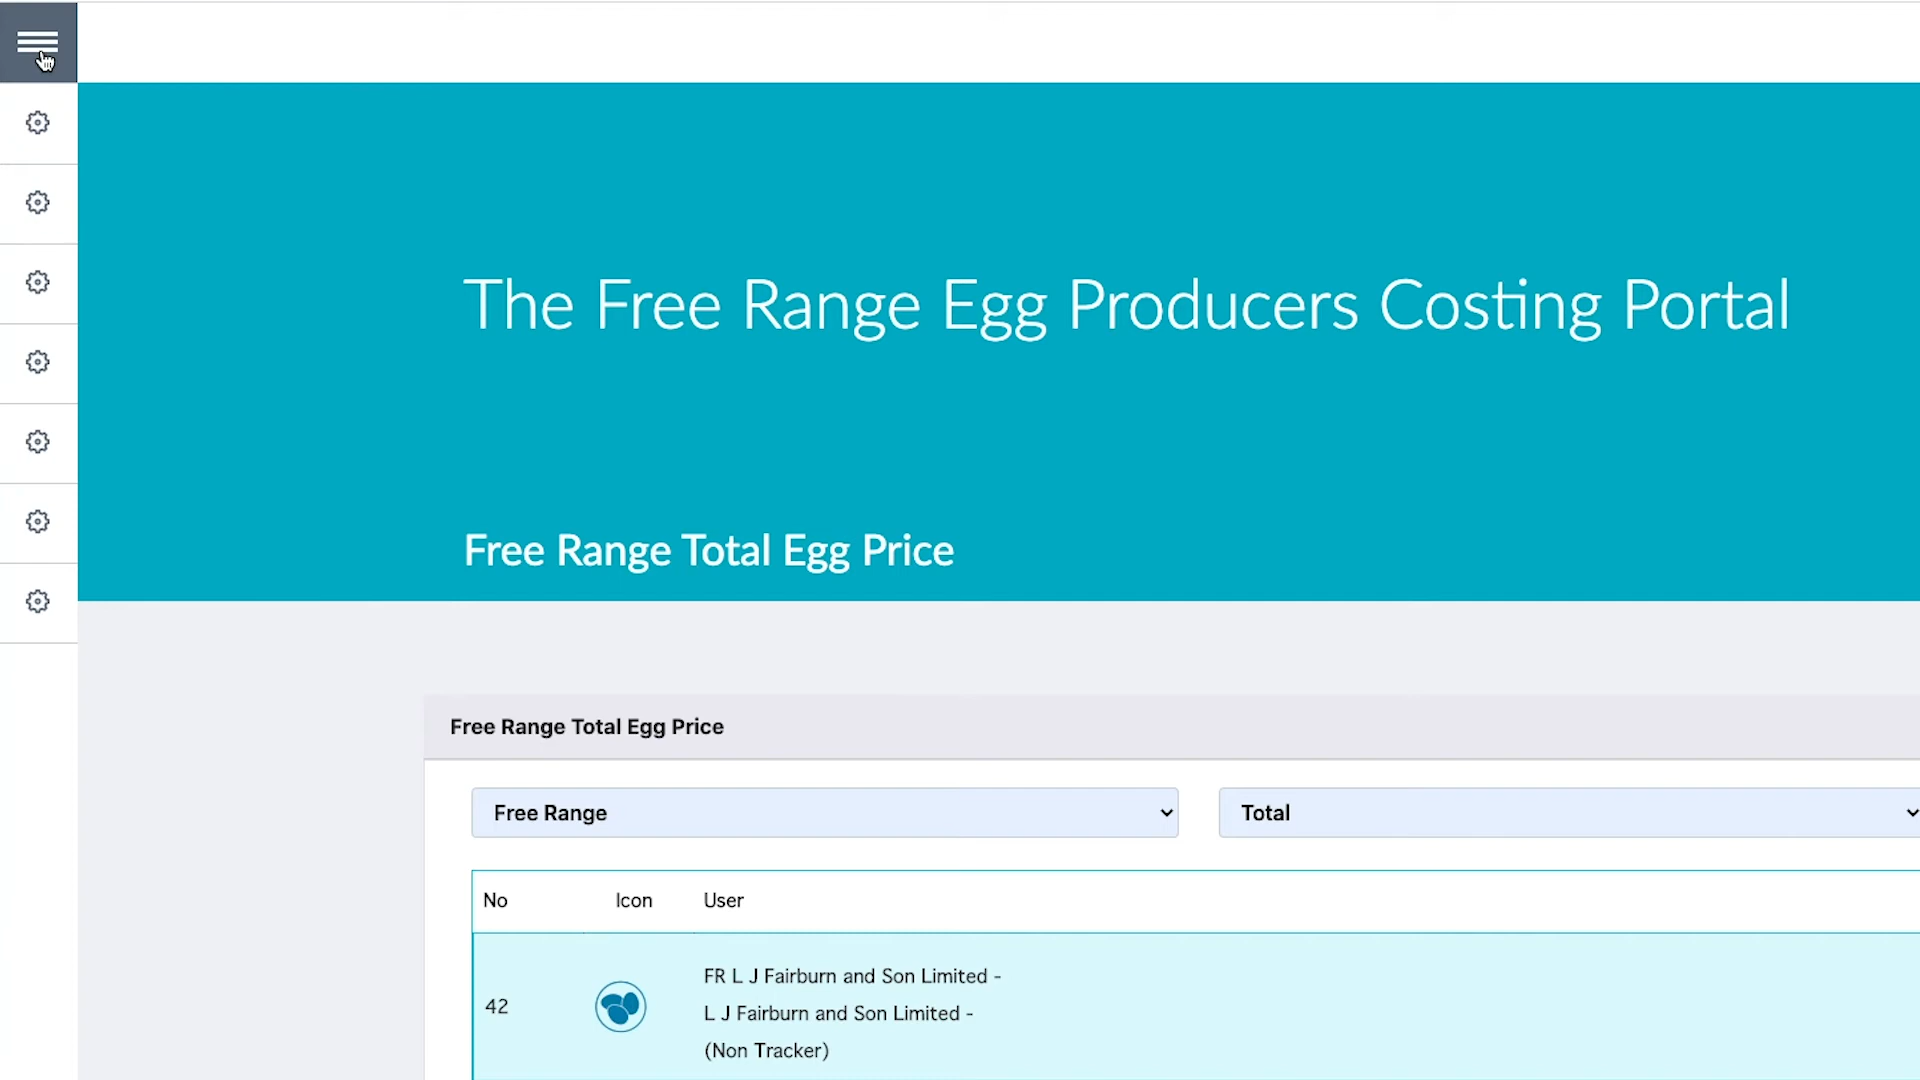 The Free Range Egg Producers Costing Portal
Free Range Total Egg Price
Free Range Total Egg Price
Free Range
Total
No
Icon
User
42
FR L J Fairburn and Son Limited -
L J Fairburn and Son Limited -
(Non Tracker)